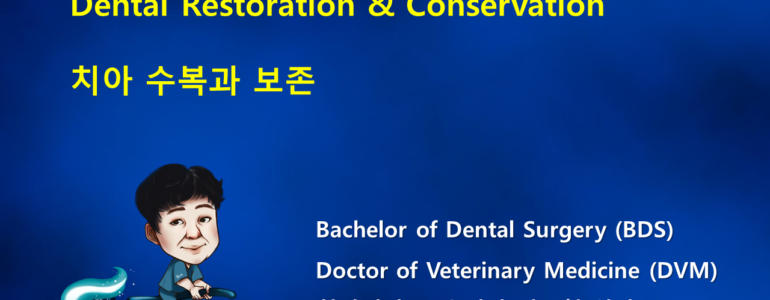 Dental Restoration & Conservation
치아 수복과 보존
Bachelor of Dental Surgery (BDS)
Doctor of Veterinary Medicine (DVM)